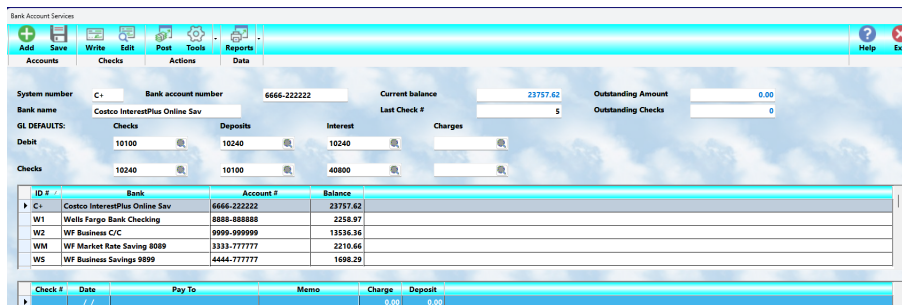 Bank Account Services
Add Save Write Edit Post Tools Reports Help Ex
Accounts Checks Actions Data
System number C+ Bank account number 6666-222222 Current balance 23757.62 Outstanding Amount 0.00
Bank name Costco InterestPlus Online Sav Last Check # 5 Outstanding Checks 0
GL DEFAULTS: Checks Deposits Interest Charges
Debit 10100 10240 10240
Checks 10240 10100 40800
ID # / Bank Account # Balance
C+ Costco InterestPlus Online Sav 6666-222222 23757.62
W1 Wells Fargo Bank Checking 8888-888888 2258.97
W2 WF Business C/C 9999-999999 13536.36
WM WF Market Rate Saving 8089 3333-777777 2210.66
WS WF Business Savings 9899 4444-777777 1698.29
Check # Date Pay To Memo Charge Deposit
/ / 0.00 0.00